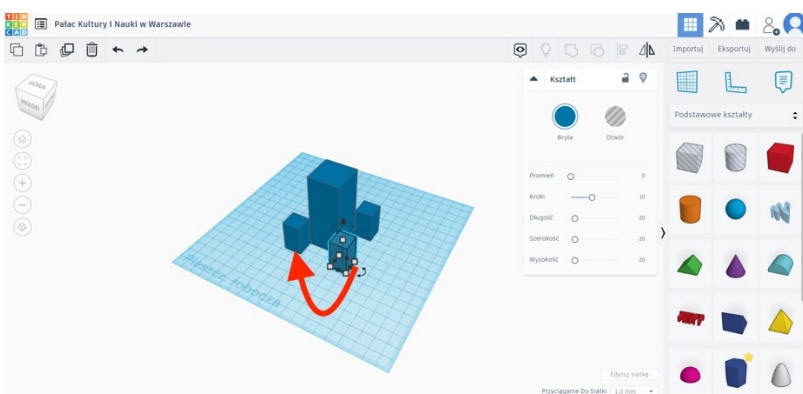 TIN
KER
CAD
Pałac Kultury i Nauki w Warszawie
Importuj Eksportuj Wyślij do
Kształt
Bryła Otwór
Promień 0
Kroki 10
Długość 20
Szerokość 20
Wysokość 20
Podstawowe kształty
Edytuj siatkę
Przyciąganie Do Siatki 1,0 mm